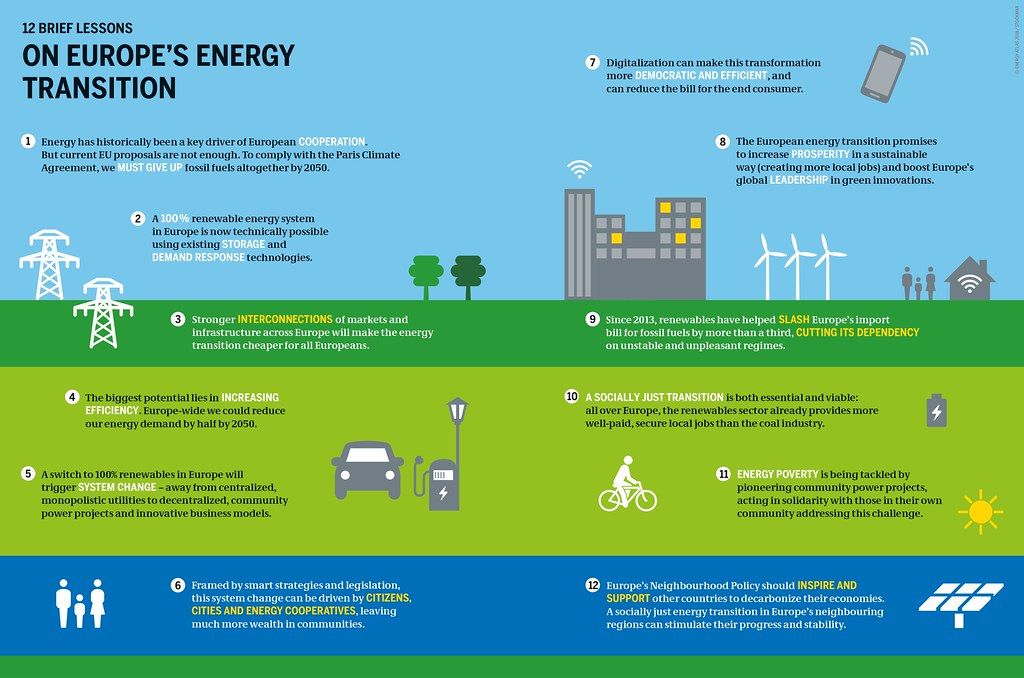 12 BRIEF LESSONS
ON EUROPE’S ENERGY
TRANSITION
1 Energy has historically been a key driver of European COOPERATION.
But current EU proposals are not enough. To comply with the Paris Climate
Agreement, we MUST GIVE UP fossil fuels altogether by 2050.
2 A 100% renewable energy system
in Europe is now technically possible
using existing STORAGE and
DEMAND RESPONSE technologies.
3 Stronger INTERCONNECTIONS of markets and
infrastructure across Europe will make the energy
transition cheaper for all Europeans.
4 The biggest potential lies in INCREASING
EFFICIENCY. Europe-wide we could reduce
our energy demand by half by 2050.
5 A switch to 100% renewables in Europe will
trigger SYSTEM CHANGE – away from centralized,
monopolistic utilities to decentralized, community
power projects and innovative business models.
6 Framed by smart strategies and legislation,
this system change can be driven by CITIZENS,
CITIES AND ENERGY COOPERATIVES, leaving
much more wealth in communities.
7 Digitalization can make this transformation
more DEMOCRATIC AND EFFICIENT, and
can reduce the bill for the end consumer.
8 The European energy transition promises
to increase PROSPERITY in a sustainable
way (creating more local jobs) and boost Europe’s
global LEADERSHIP in green innovations.
9 Since 2013, renewables have helped SLASH Europe’s import
bill for fossil fuels by more than a third, CUTTING ITS DEPENDENCY
on unstable and unpleasant regimes.
10 A SOCIALLY JUST TRANSITION is both essential and viable:
all over Europe, the renewables sector already provides more
well-paid, secure local jobs than the coal industry.
11 ENERGY POVERTY is being tackled by
pioneering community power projects,
acting in solidarity with those in their own
community addressing this challenge.
12 Europe’s Neighbourhood Policy should INSPIRE AND
SUPPORT other countries to decarbonize their economies.
A socially just energy transition in Europe’s neighbouring
regions can stimulate their progress and stability.